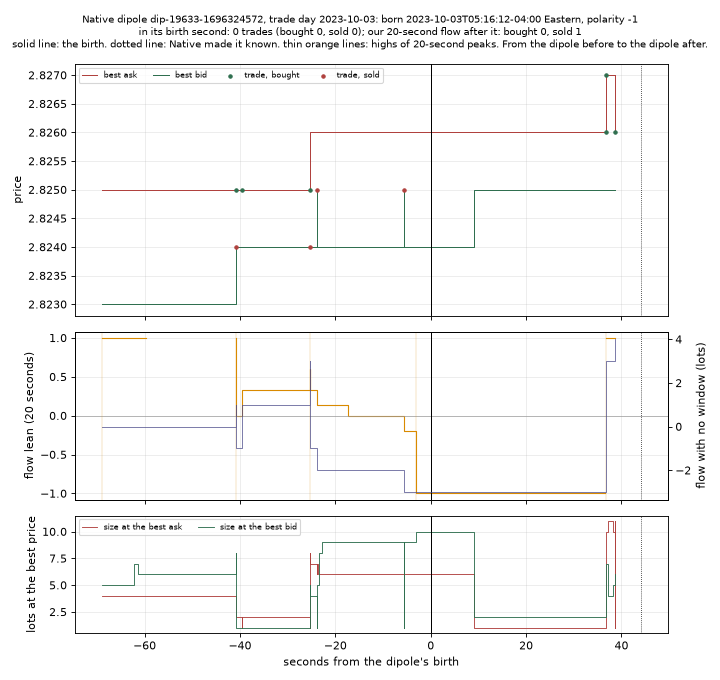 Native dipole dip-19633-1696324572, trade day 2023-10-03: born 2023-10-03T05:16:12-04:00 Eastern, polarity -1
in its birth second: 0 trades (bought 0, sold 0); our 20-second flow after it: bought 0, sold 1
solid line: the birth. dotted line: Native made it known. thin orange lines: highs of 20-second peaks. From the dipole before to the dipole after.
best ask best bid trade, bought trade, sold
2.8270
2.8265
2.8260
2.8255
2.8250
2.8245
2.8240
2.8235
2.8230
price
1.0
0.5
0.0
−0.5
−1.0
flow lean (20 seconds)
4
2
0
−2
flow with no window (lots)
size at the best ask size at the best bid
10.0
7.5
5.0
2.5
lots at the best price
−60 −40 −20 0 20 40
seconds from the dipole's birth